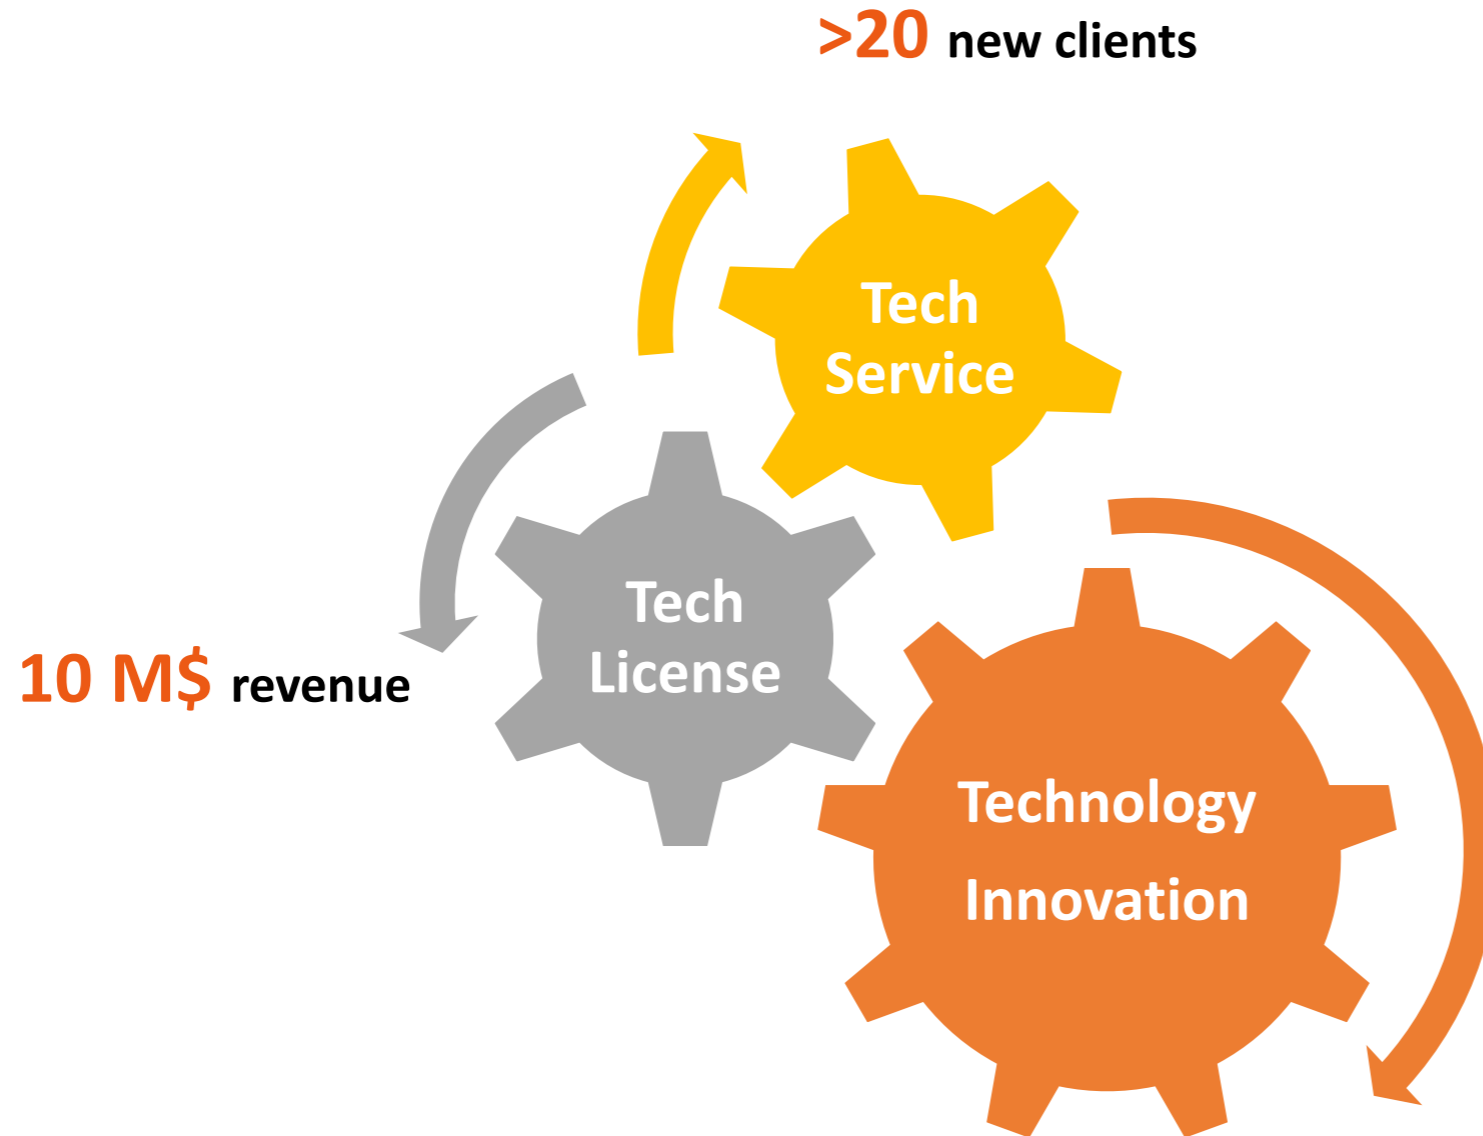 >20 new clients
Tech
Service
Tech
License
10 M$ revenue
Technology
Innovation